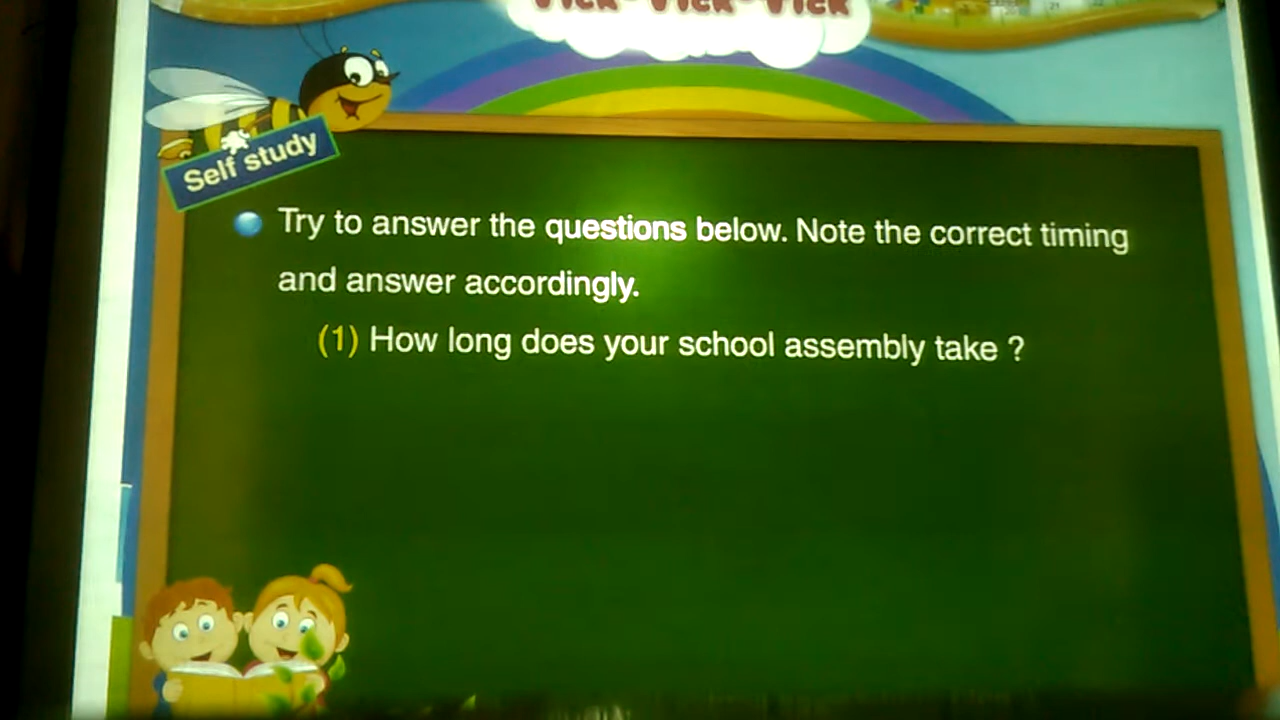 Self study
Try to answer the questions below. Note the correct timing
and answer accordingly.
(1) How long does your school assembly take ?